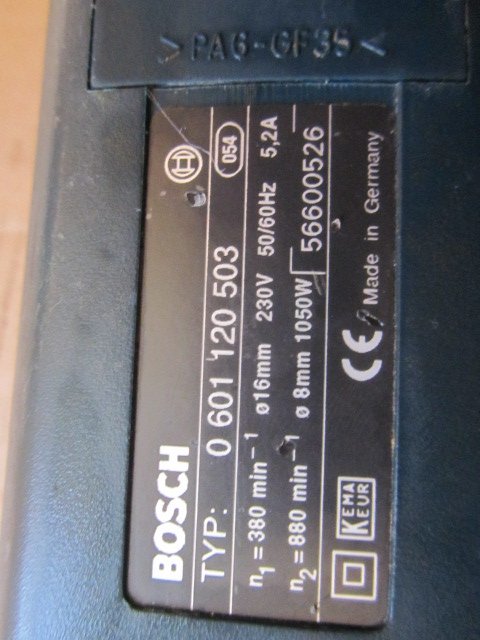 >PA6-GF35<
BOSCH
TYP: 0 601 120 503 054
n1 = 380 min-1 ø16mm 230V 50/60Hz 5,2A
n2 = 880 min-1 ø 8mm 1050W 56600526
KEMA
KEUR
CE Made in Germany